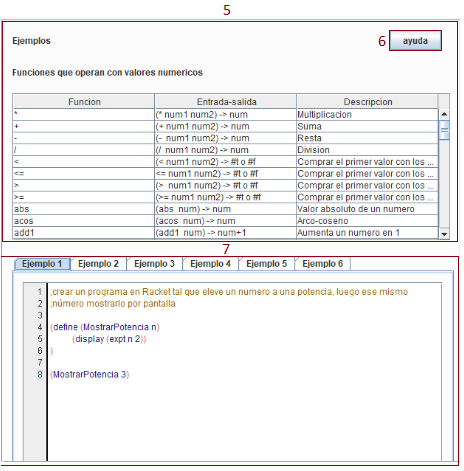 5
Ejemplos
6 ayuda
Funciones que operan con valores numericos
Funcion Entrada-salida Descripcion
* (* num1 num2) -> num Multiplicacion
+ (+ num1 num2) -> num Suma
- (- num1 num2) -> num Resta
/ (/ num1 num2) -> num Division
< (< num1 num2) -> #t o #f Comprar el primer valor con los ...
<= <= num1 num2) -> #t o #f Comprar el primer valor con los ...
> (> num1 num2) -> #t o #f Comprar el primer valor con los ...
>= (>= num1 num2) -> #t o #f Comprar el primer valor con los ...
abs (abs num) -> num Valor absoluto de un numero
acos (acos num) -> num Arco-coseno
add1 (add1 num) -> num+1 Aumenta un numero en 1
7
Ejemplo 1 Ejemplo 2 Ejemplo 3 Ejemplo 4 Ejemplo 5 Ejemplo 6
1 ;crear un programa en Racket tal que eleve un numero a una potencia, luego ese mismo
2 ;número mostrarlo por pantalla
3
4 (define (MostrarPotencia n)
5 (display (expt n 2))
6 )
7
8 (MostrarPotencia 3)